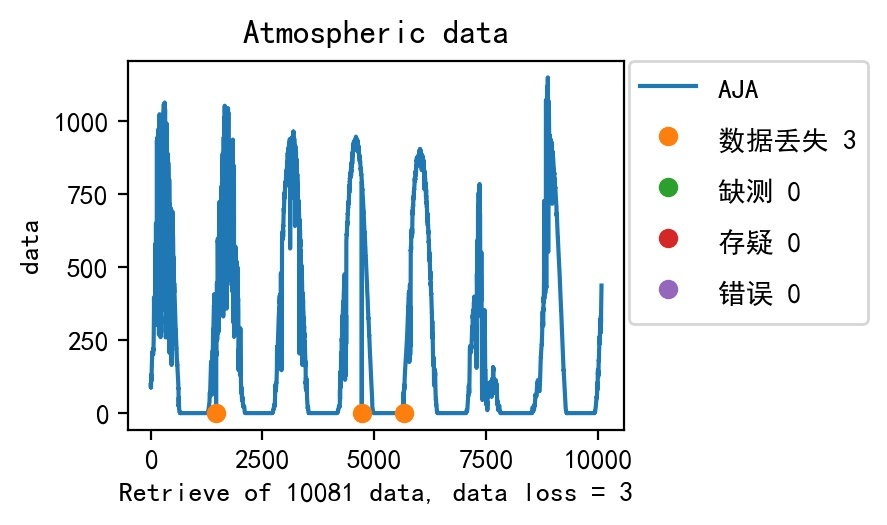 Atmospheric data
1000
750
500
250
0
data
0 2500 5000 7500 10000
Retrieve of 10081 data, data loss = 3
AJA
数据丢失 3
缺测 0
存疑 0
错误 0